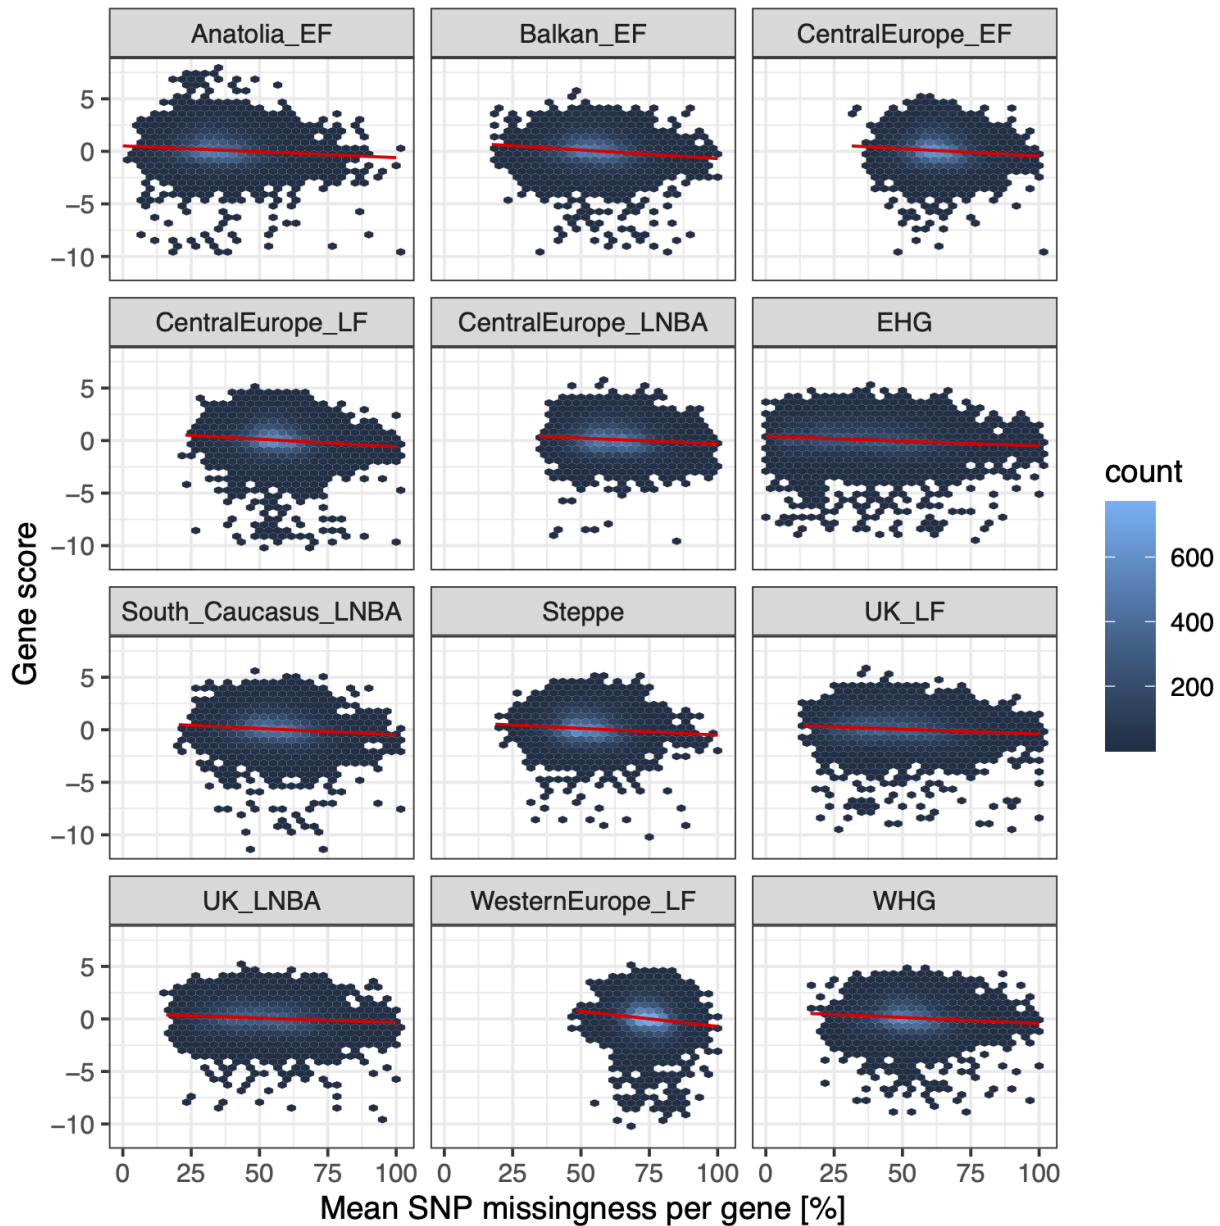 Anatolia_EF
Balkan_EF
CentralEurope_EF
5
0
−5
−10
CentralEurope_LF
CentralEurope_LNBA
EHG
5
0
−5
−10
South_Caucasus_LNBA
Steppe
UK_LF
5
0
−5
−10
UK_LNBA
WesternEurope_LF
WHG
5
0
−5
−10
0 25 50 75 100
0 25 50 75 100
0 25 50 75 100
Mean SNP missingness per gene [%]
Gene score
count
600
400
200